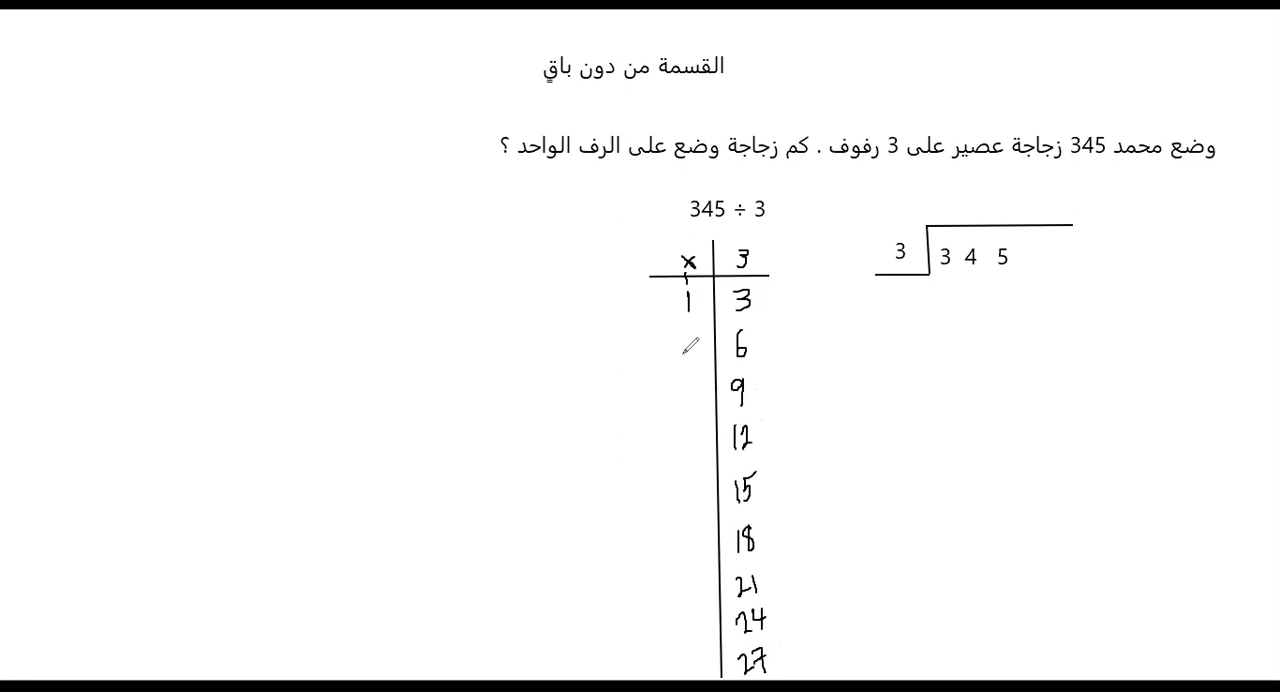 القسمة من دون باقٍ
وضع محمد 345 زجاجة عصير على 3 رفوف . كم زجاجة وضع على الرف الواحد ؟
345 ÷ 3
3 3 4 5
x 3
1 3
6
9
12
15
18
21
24
27